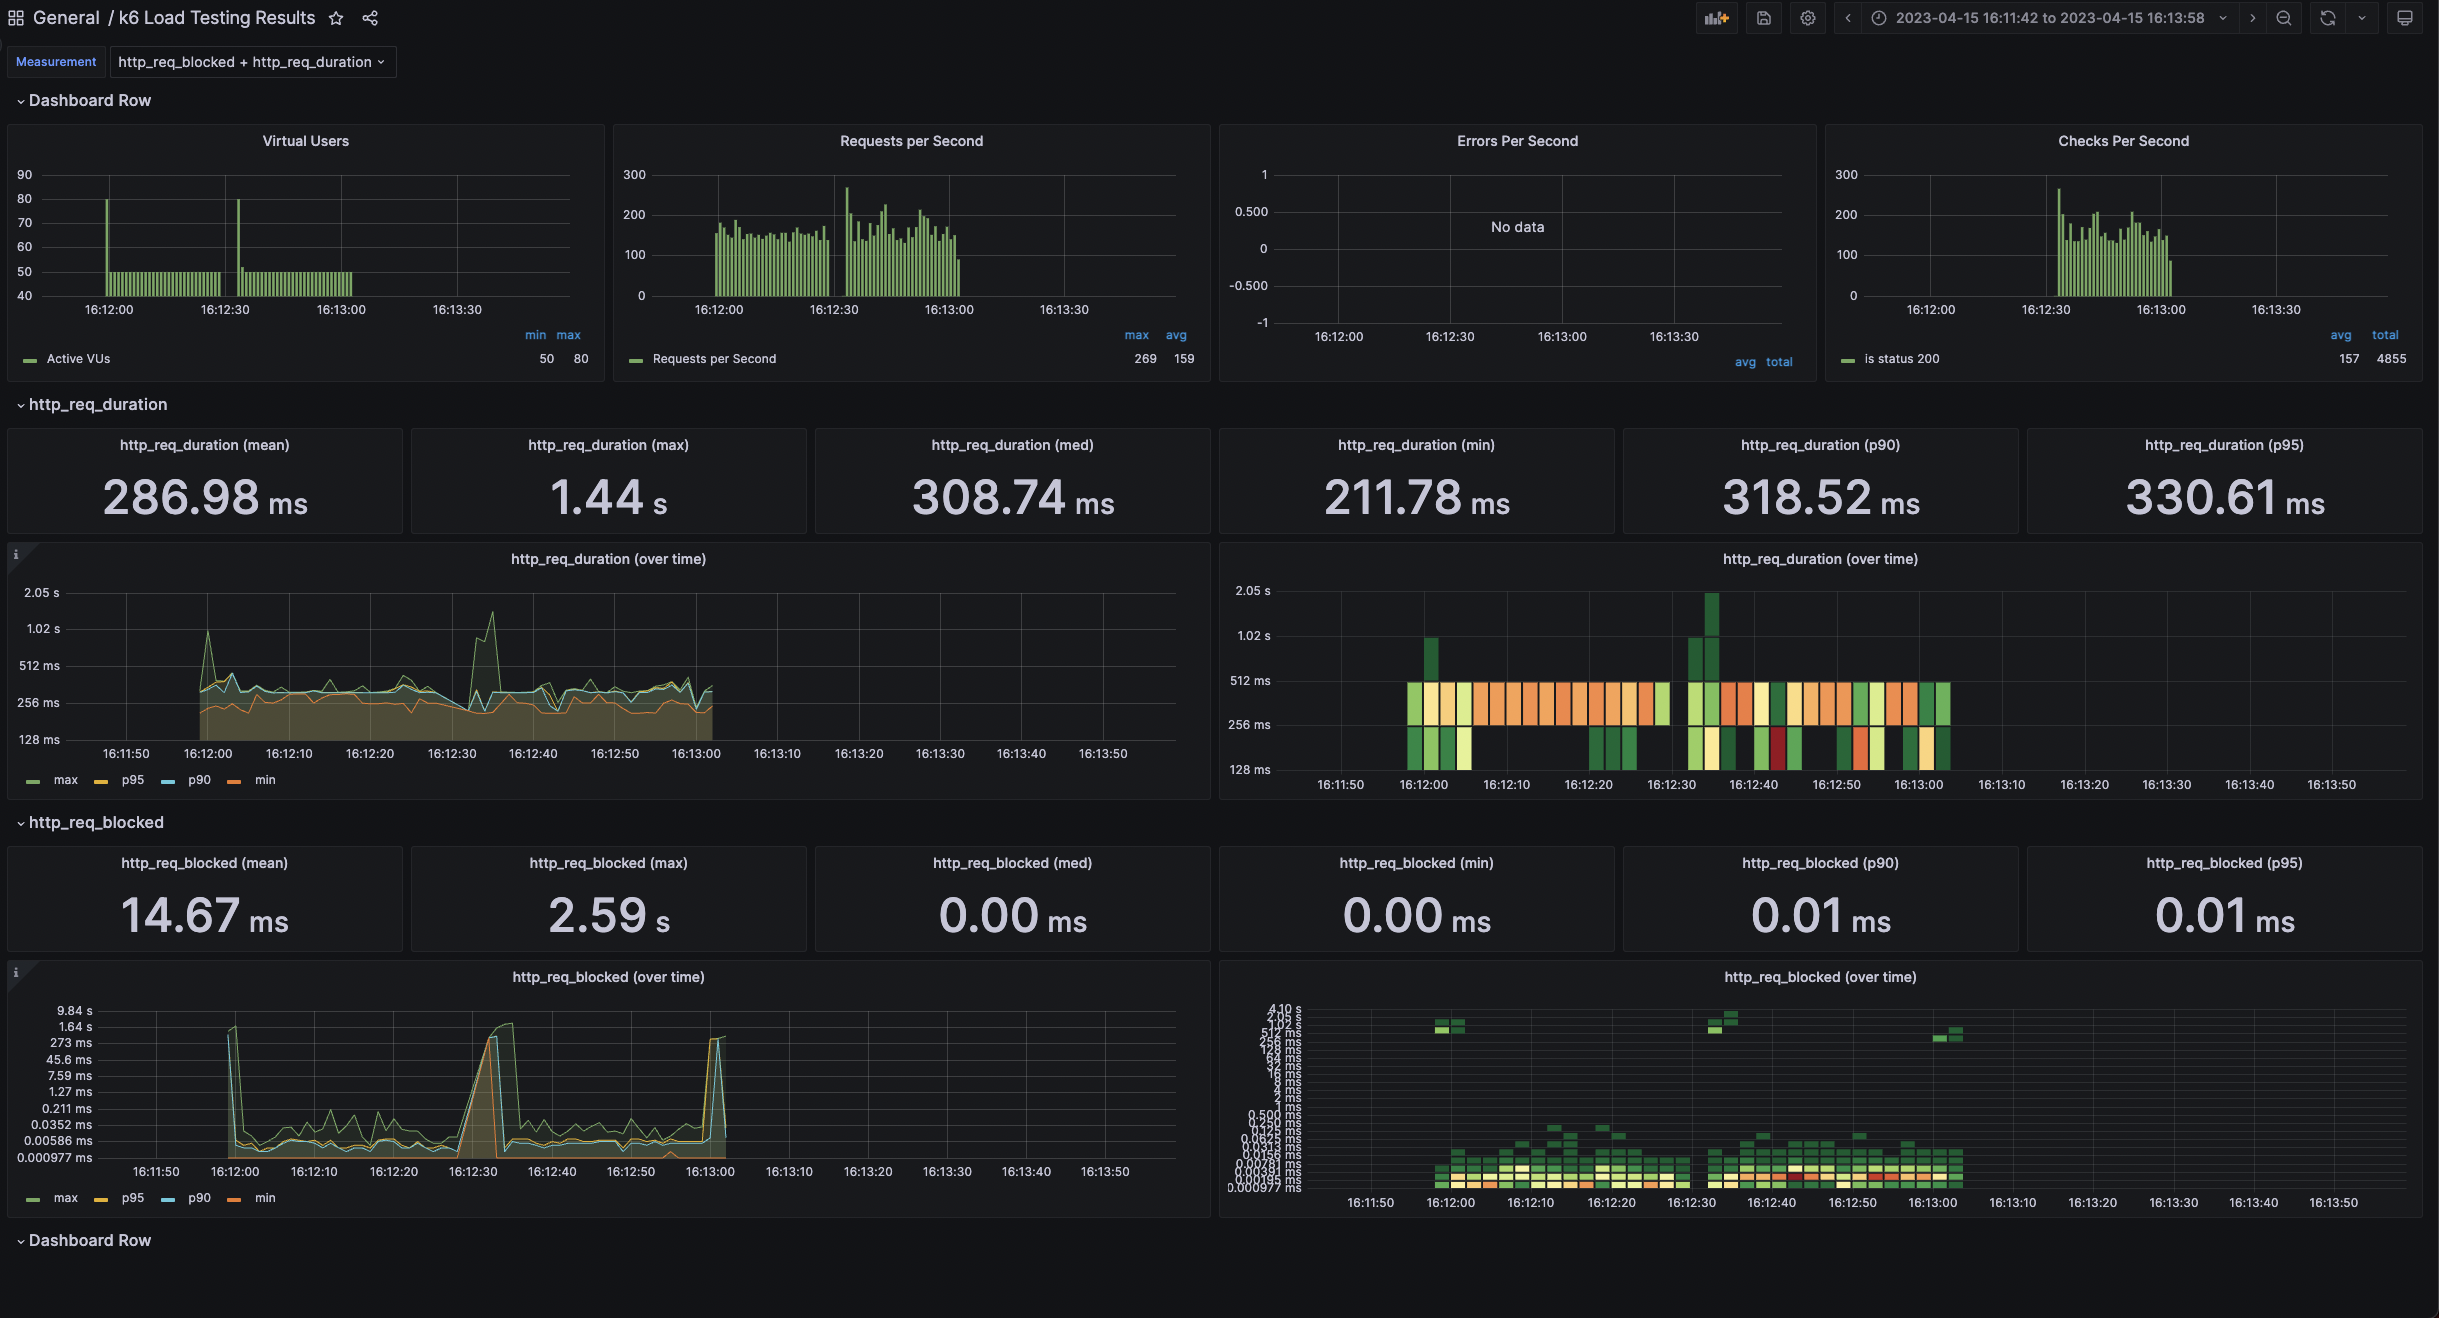 General / k6 Load Testing Results
2023-04-15 16:11:42 to 2023-04-15 16:13:58
Measurement http_req_blocked + http_req_duration
Dashboard Row
Virtual Users
90
80
70
60
50
40
16:12:00 16:12:30 16:13:00 16:13:30
min max
Active VUs 50 80
Requests per Second
300
200
100
0
16:12:00 16:12:30 16:13:00 16:13:30
max avg
Requests per Second 269 159
Errors Per Second
1
0.500
0
-0.500
-1
No data
16:12:00 16:12:30 16:13:00 16:13:30
avg total
Checks Per Second
300
200
100
0
16:12:00 16:12:30 16:13:00 16:13:30
avg total
is status 200 157 4855
http_req_duration
http_req_duration (mean)
286.98 ms
http_req_duration (max)
1.44 s
http_req_duration (med)
308.74 ms
http_req_duration (min)
211.78 ms
http_req_duration (p90)
318.52 ms
http_req_duration (p95)
330.61 ms
http_req_duration (over time)
2.05 s
1.02 s
512 ms
256 ms
128 ms
16:11:50 16:12:00 16:12:10 16:12:20 16:12:30 16:12:40 16:12:50 16:13:00 16:13:10 16:13:20 16:13:30 16:13:40 16:13:50
max p95 p90 min
http_req_duration (over time)
2.05 s
1.02 s
512 ms
256 ms
128 ms
16:11:50 16:12:00 16:12:10 16:12:20 16:12:30 16:12:40 16:12:50 16:13:00 16:13:10 16:13:20 16:13:30 16:13:40 16:13:50
http_req_blocked
http_req_blocked (mean)
14.67 ms
http_req_blocked (max)
2.59 s
http_req_blocked (med)
0.00 ms
http_req_blocked (min)
0.00 ms
http_req_blocked (p90)
0.01 ms
http_req_blocked (p95)
0.01 ms
http_req_blocked (over time)
9.84 s
1.64 s
273 ms
45.6 ms
7.59 ms
1.27 ms
0.211 ms
0.0352 ms
0.00586 ms
0.000977 ms
16:11:50 16:12:00 16:12:10 16:12:20 16:12:30 16:12:40 16:12:50 16:13:00 16:13:10 16:13:20 16:13:30 16:13:40 16:13:50
max p95 p90 min
http_req_blocked (over time)
4.10 s
2.05 s
1.02 s
512 ms
256 ms
128 ms
64 ms
32 ms
16 ms
8 ms
4 ms
2 ms
1 ms
0.500 ms
0.250 ms
0.125 ms
0.0625 ms
0.0313 ms
0.0156 ms
0.00781 ms
0.00391 ms
0.00195 ms
0.000977 ms
16:11:50 16:12:00 16:12:10 16:12:20 16:12:30 16:12:40 16:12:50 16:13:00 16:13:10 16:13:20 16:13:30 16:13:40 16:13:50
Dashboard Row